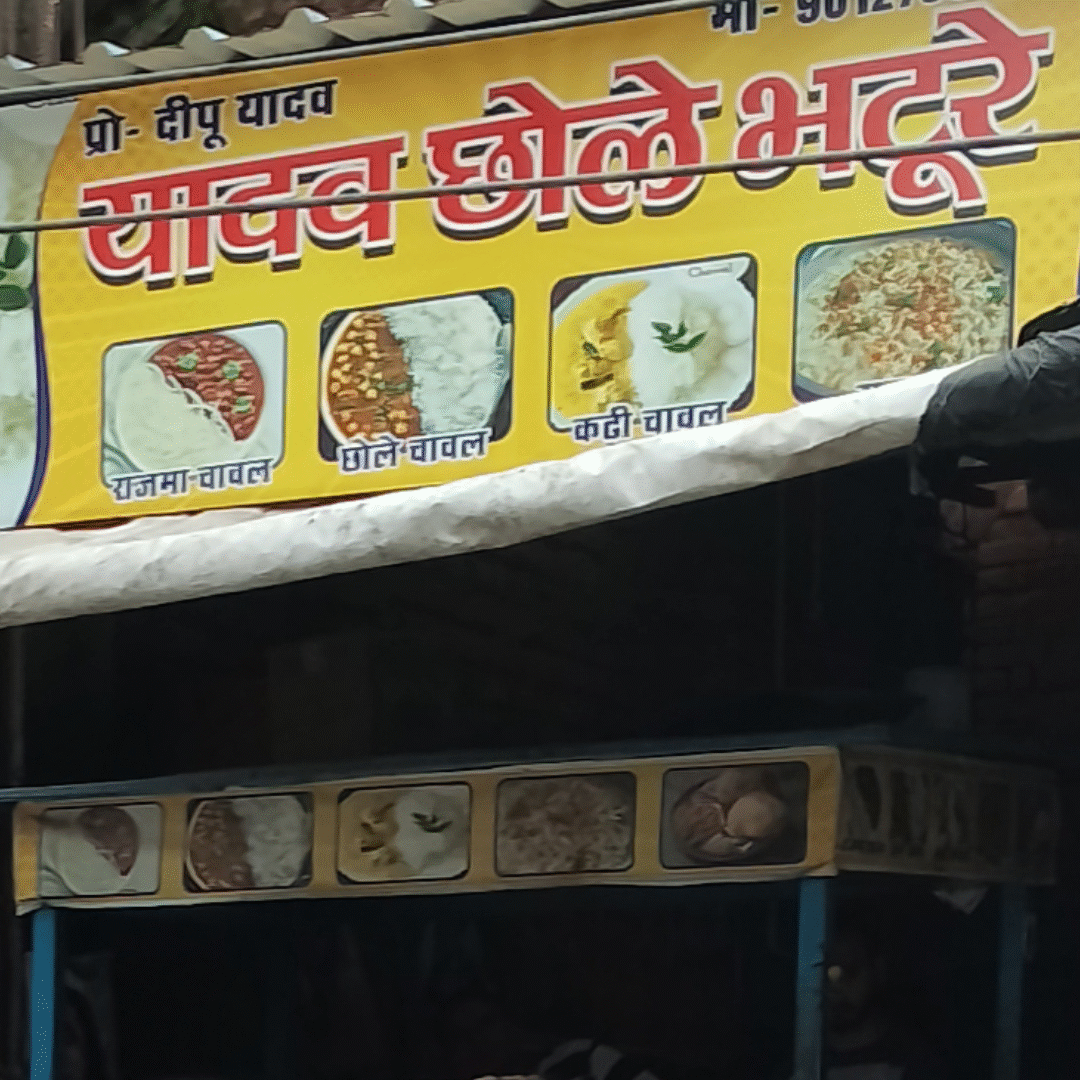 मो-
प्रो- दीपू यादव
यादव छोले भटूरे
राजमा-चावल
छोले-चावल
कढी-चावल